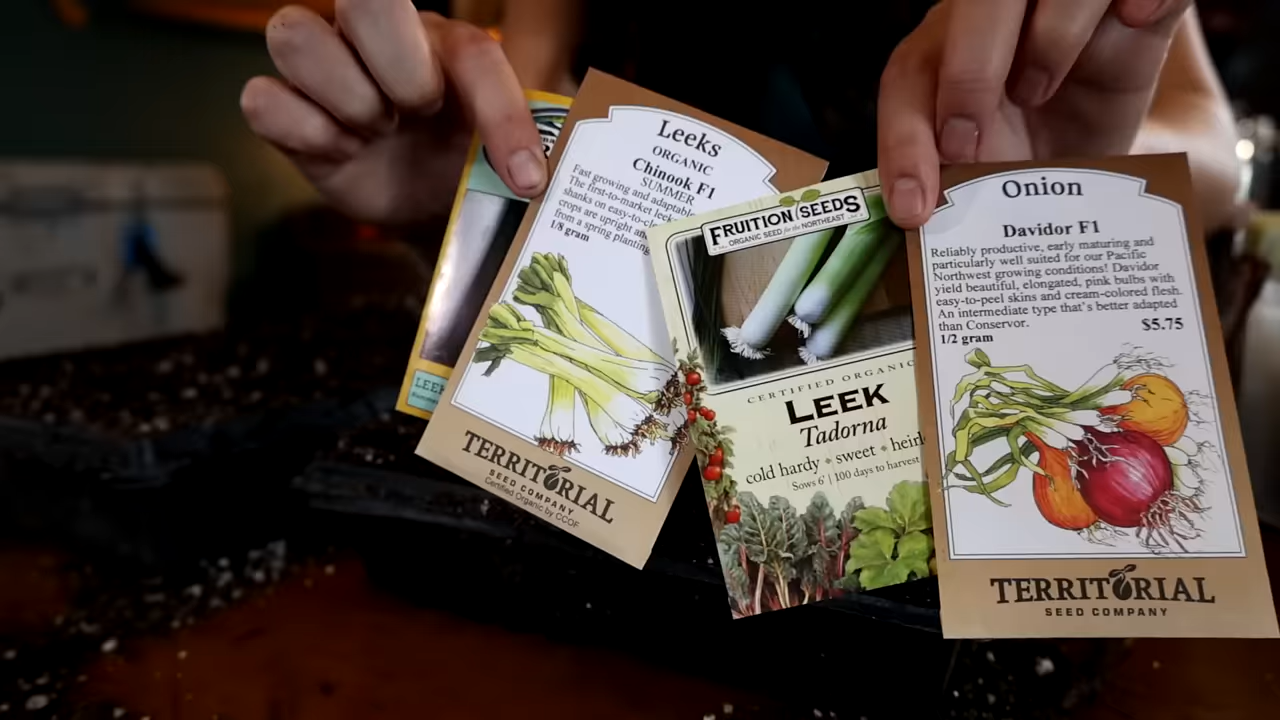 LEEK
Leeks
ORGANIC
Chinook F1
SUMMER
Fast growing and adaptable
The first-to-market leek
shanks on easy-to-cle
crops are upright an
from a spring planting
1/8 gram
TERRITORIAL
SEED COMPANY
Certified Organic by CCOF
FRUITION SEEDS
ORGANIC SEED for the NORTHEAST
CERTIFIED ORGANIC
LEEK
Tadorna
cold hardy • sweet • heirl
Sows 6' | 100 days to harvest
Onion
Davidor F1
Reliably productive, early maturing and
particularly well suited for our Pacific
Northwest growing conditions! Davidor
yield beautiful, elongated, pink bulbs with
easy-to-peel skins and cream-colored flesh.
An intermediate type that's better adapted
than Conservor.
$5.75
1/2 gram
TERRITORIAL
SEED COMPANY